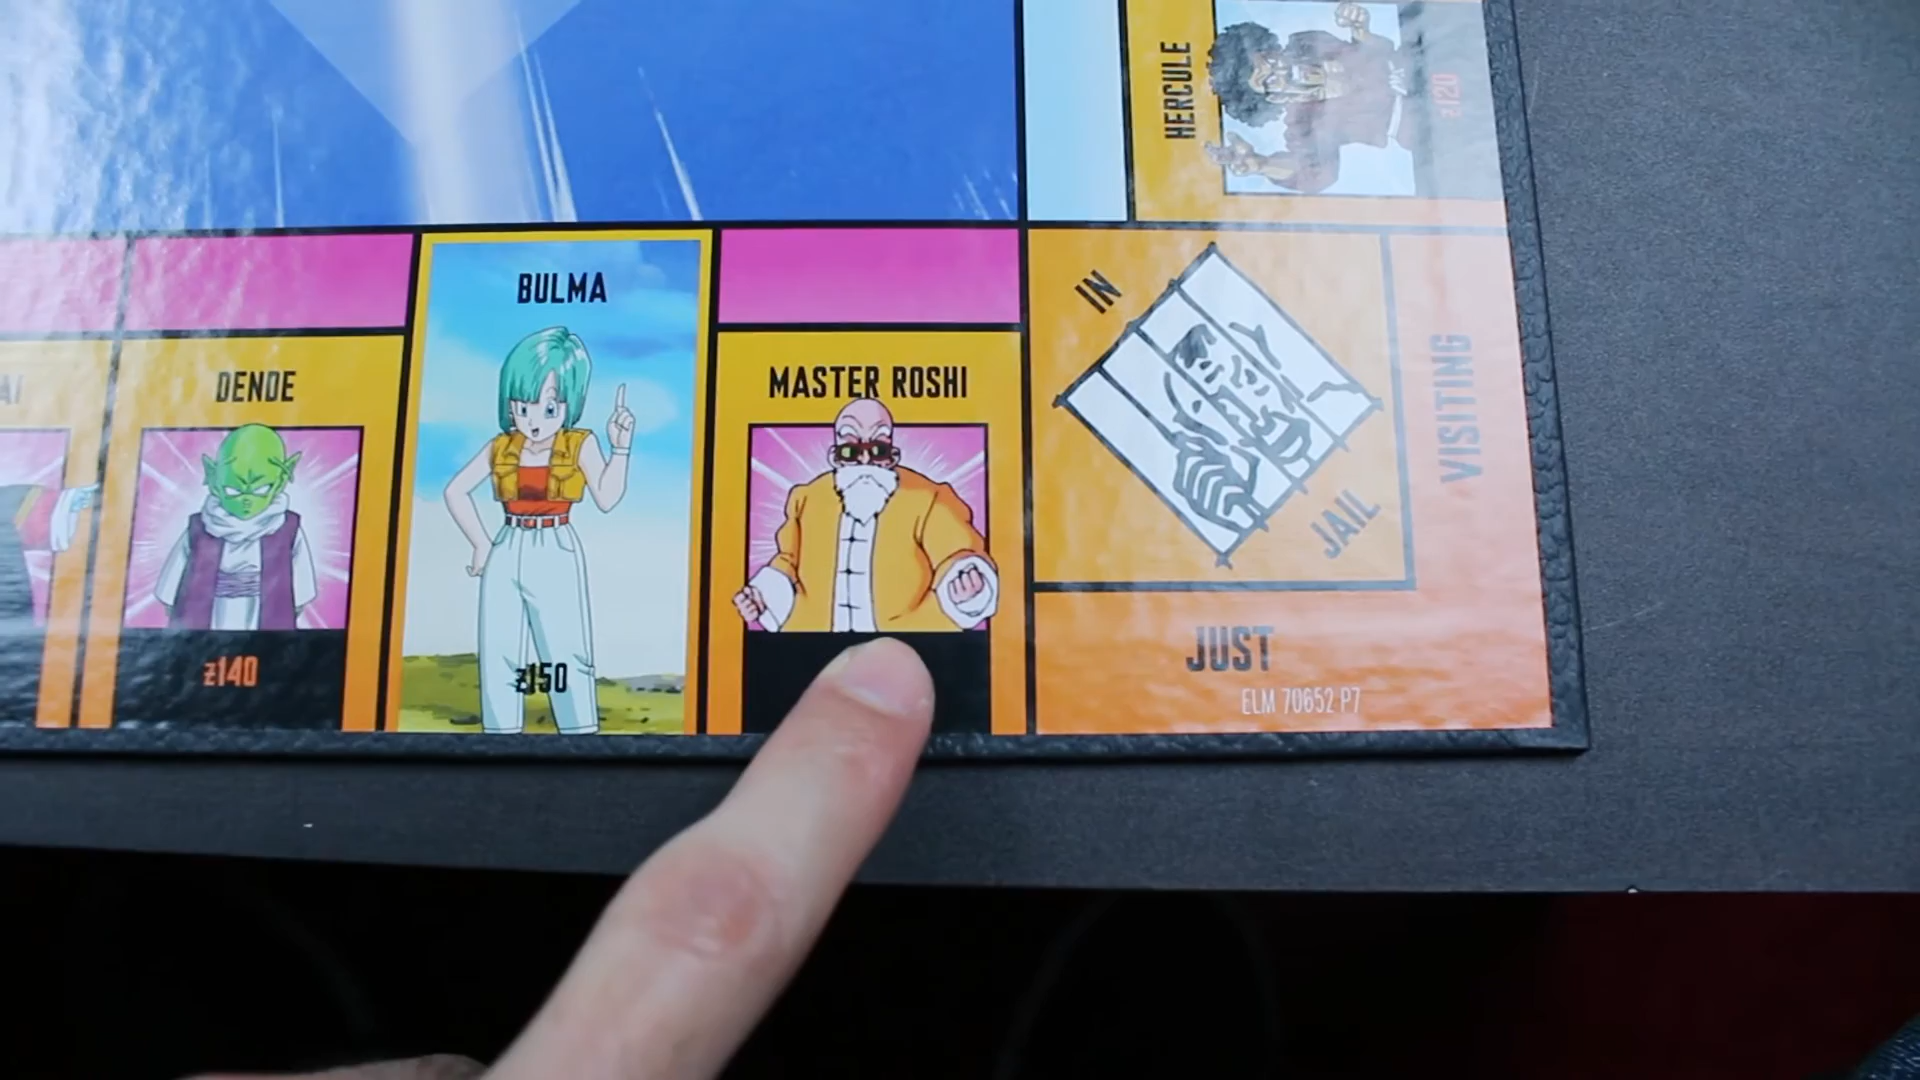 HERCULE
ƶ120
BULMA
ƶ150
MASTER ROSHI
DENDE
ƶ140
IN
JAIL
JUST
VISITING
ELM 70652 P7